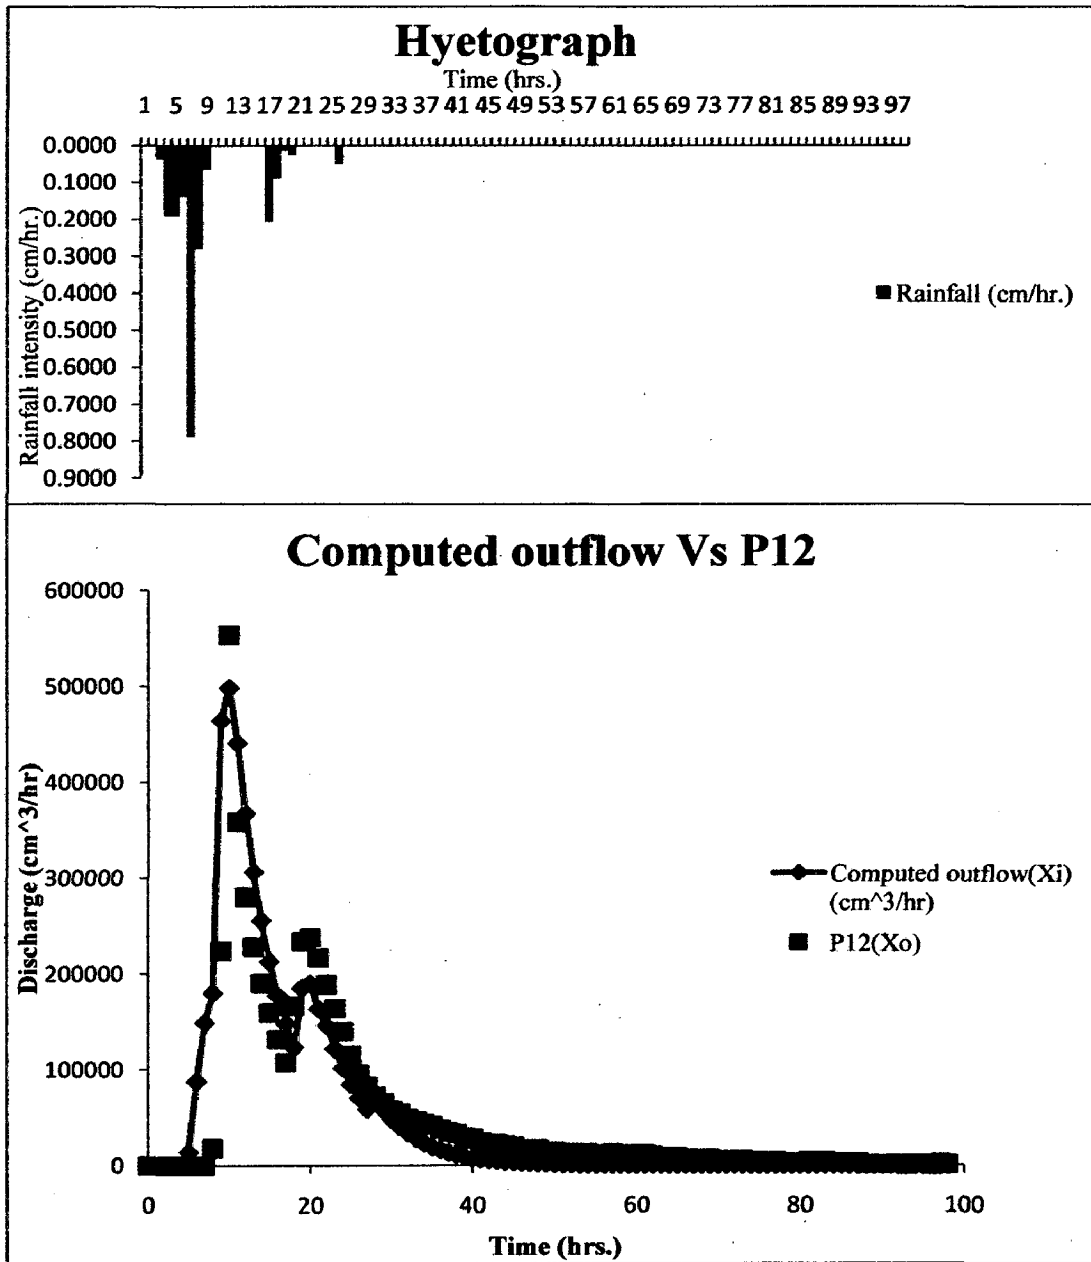 Hyetograph
Time (hrs.)
1 5 9 13 17 21 25 29 33 37 41 45 49 53 57 61 65 69 73 77 81 85 89 93 97
0.0000
0.1000
0.2000
0.3000
0.4000
0.5000
0.6000
0.7000
0.8000
0.9000
Rainfall intensity (cm/hr.)
Rainfall (cm/hr.)
Computed outflow Vs P12
600000
500000
400000
300000
200000
100000
0
Discharge (cm^3/hr)
Computed outflow(Xi)
(cm^3/hr)
P12(Xo)
0 20 40 60 80 100
Time (hrs.)